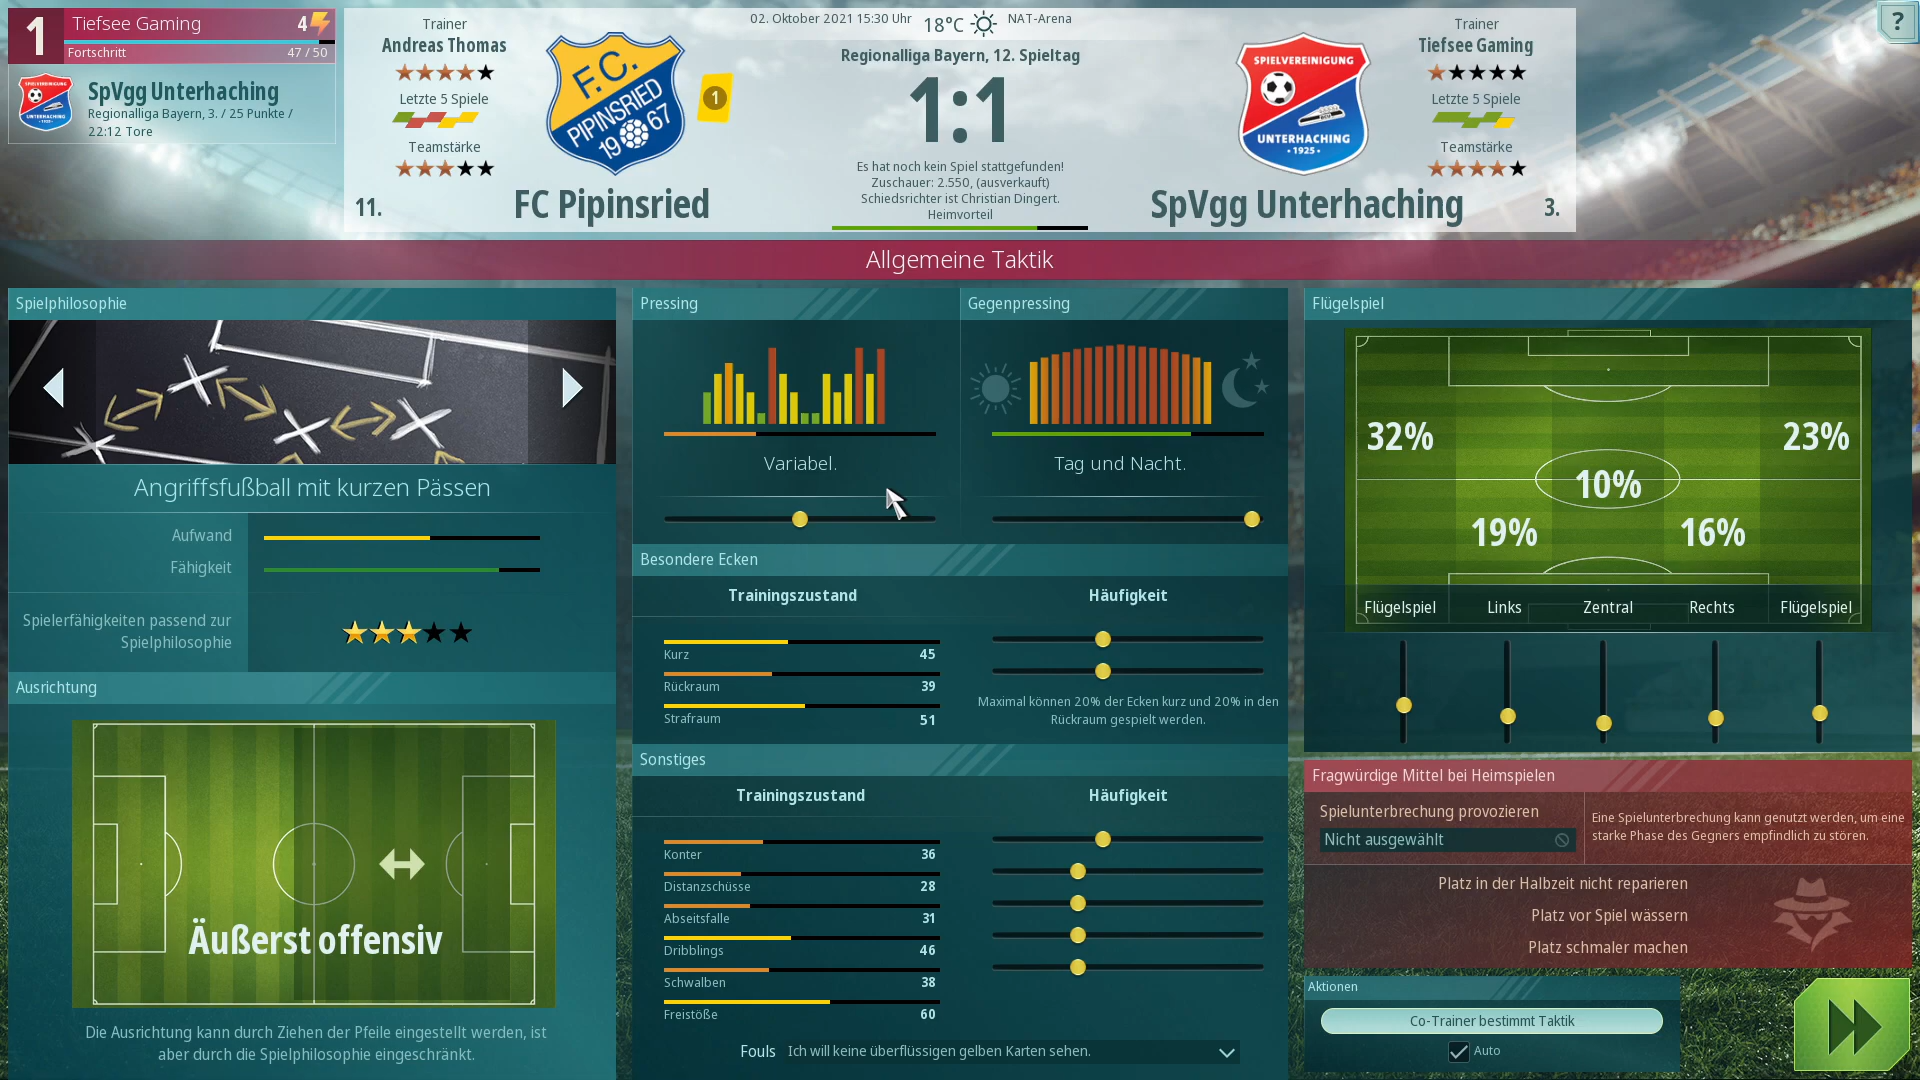 1
Tiefsee Gaming
4
Fortschritt
47 / 50
SPIELVEREINIGUNG
UNTERHACHING
SpVgg Unterhaching
Regionalliga Bayern, 3. / 25 Punkte /
22:12 Tore
Trainer
Andreas Thomas
Letzte 5 Spiele
Teamstärke
11.
FC Pipinsried
F.C.
PIPINSRIED
1967
1
02. Oktober 2021 15:30 Uhr
18°C
NAT-Arena
Regionalliga Bayern, 12. Spieltag
1:1
Es hat noch kein Spiel stattgefunden!
Zuschauer: 2.550, (ausverkauft)
Schiedsrichter ist Christian Dingert.
Heimvorteil
SPIELVEREINIGUNG
UNTERHACHING
• 1925 •
SpVgg Unterhaching
Trainer
Tiefsee Gaming
Letzte 5 Spiele
Teamstärke
3.
?
Allgemeine Taktik
Spielphilosophie
Angriffsfußball mit kurzen Pässen
Aufwand
Fähigkeit
Spielerfähigkeiten passend zur
Spielphilosophie
Ausrichtung
Äußerst offensiv
Die Ausrichtung kann durch Ziehen der Pfeile eingestellt werden, ist
aber durch die Spielphilosophie eingeschränkt.
Pressing
Variabel.
Gegenpressing
Tag und Nacht.
Besondere Ecken
Trainingszustand
Häufigkeit
Kurz 45
Rückraum 39
Strafraum 51
Maximal können 20% der Ecken kurz und 20% in den
Rückraum gespielt werden.
Sonstiges
Trainingszustand
Häufigkeit
Konter 36
Distanzschüsse 28
Abseitsfalle 31
Dribblings 46
Schwalben 38
Freistöße 60
Fouls
Ich will keine überflüssigen gelben Karten sehen.
Flügelspiel
32%
23%
10%
19%
16%
Flügelspiel
Links
Zentral
Rechts
Flügelspiel
Fragwürdige Mittel bei Heimspielen
Spielunterbrechung provozieren
Nicht ausgewählt
Eine Spielunterbrechung kann genutzt werden, um eine
starke Phase des Gegners empfindlich zu stören.
Platz in der Halbzeit nicht reparieren
Platz vor Spiel wässern
Platz schmaler machen
Aktionen
Co-Trainer bestimmt Taktik
Auto